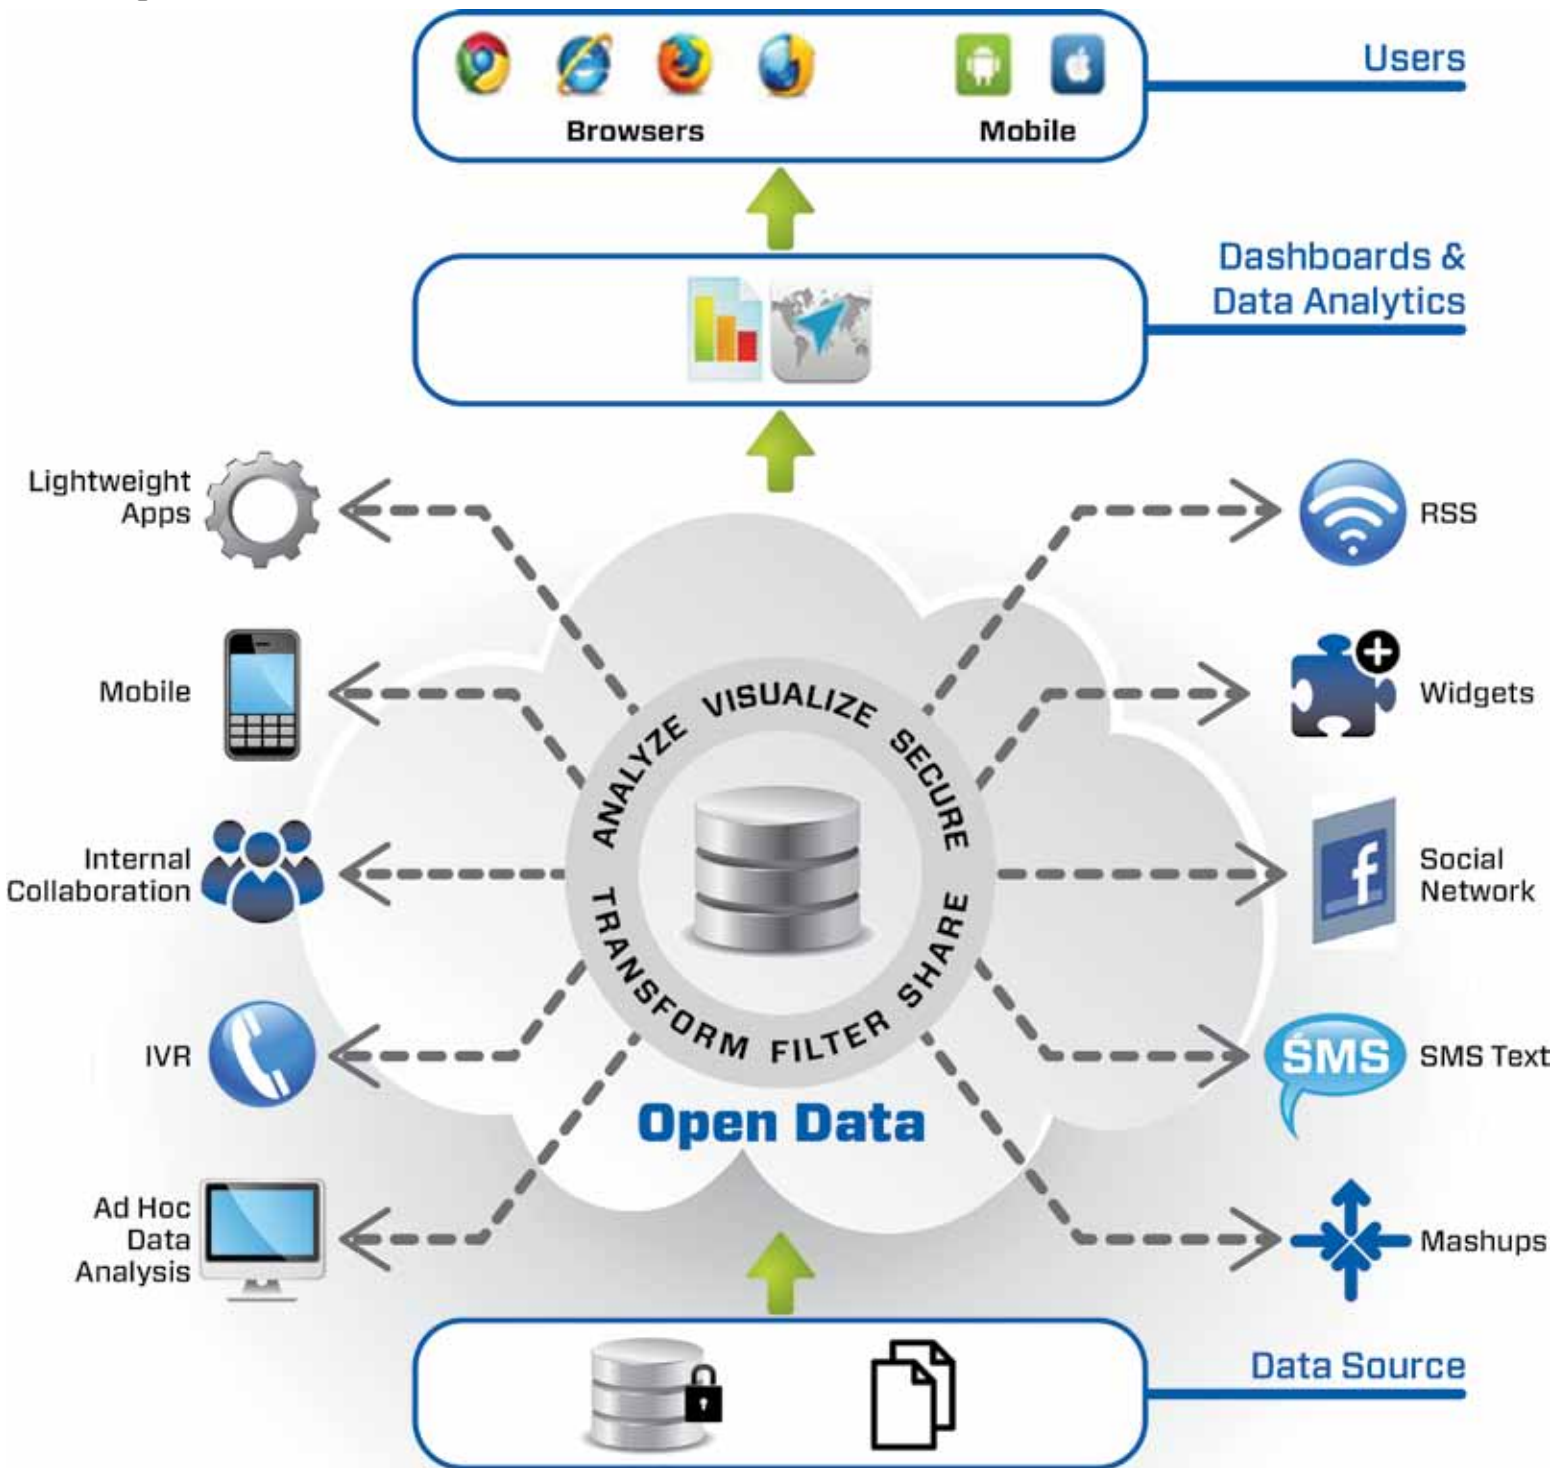 Users
Browsers
Mobile
Dashboards &
Data Analytics
Lightweight
Apps
RSS
Mobile
Widgets
ANALYZE VISUALIZE SECURE
TRANSFORM FILTER SHARE
Internal
Collaboration
Social
Network
f
IVR
SMS
SMS Text
Open Data
Ad Hoc
Data
Analysis
Mashups
Data Source